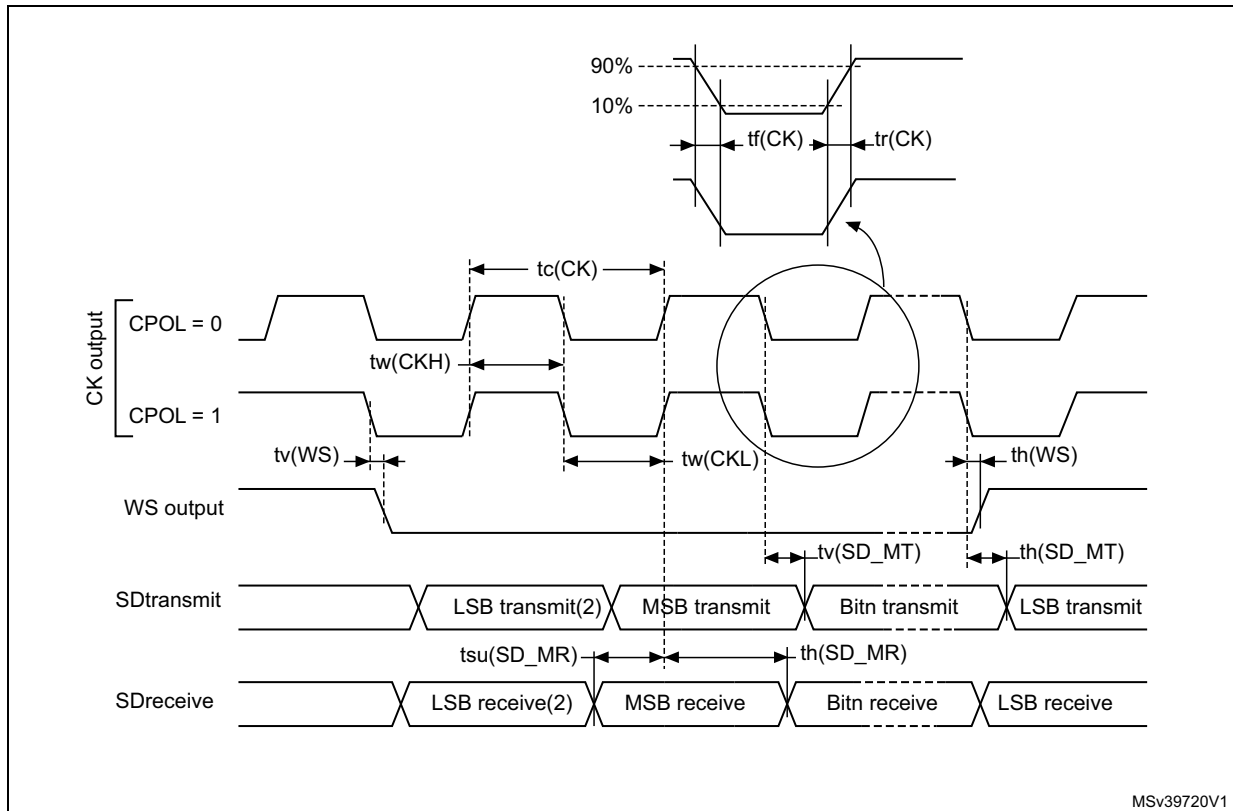 90%
10%
tf(CK)
tr(CK)
tc(CK)
CK output
CPOL = 0
tw(CKH)
CPOL = 1
tv(WS)
tw(CKL)
th(WS)
WS output
tv(SD_MT)
th(SD_MT)
SDtransmit
LSB transmit(2)
MSB transmit
Bitn transmit
LSB transmit
tsu(SD_MR)
th(SD_MR)
SDreceive
LSB receive(2)
MSB receive
Bitn receive
LSB receive
MSv39720V1